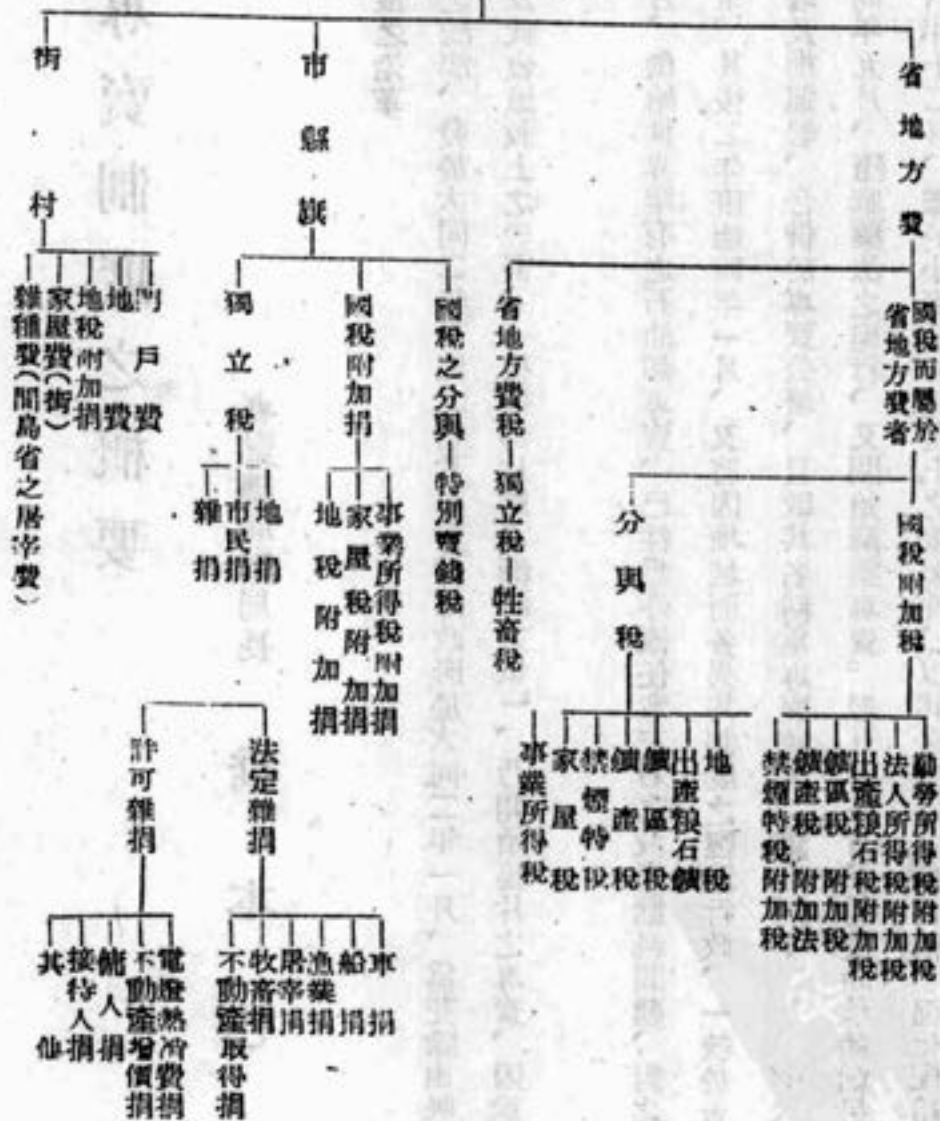 省地方費
國稅而屬於
省地方費者
國稅附加稅
勤勞所得稅附加稅
法人所得稅附加稅
出產糧石稅附加稅
鑛區稅附加稅
鑛產稅附加法
禁煙特稅附加稅
分與稅
地稅
出產糧石鑛
鑛區稅
鑛產稅
禁煙特稅
家屋稅
事業所得稅
省地方費稅—獨立稅—牲畜稅
市縣旗
國稅之分與—特別賣錢稅
國稅附加捐
事業所得稅附加捐
家屋稅附加捐
地稅附加捐
獨立稅
地捐
市民捐
雜捐
法定雜捐
車捐
船捐
漁業捐
屠宰捐
牧畜捐
不動產取得捐
許可雜捐
電燈熱費捐
不動產增價捐
傭人捐
接待人捐
其他
街村
門戶費
地費
地稅附加捐
家屋費(街)
雜種費(間島省之屠宰費)